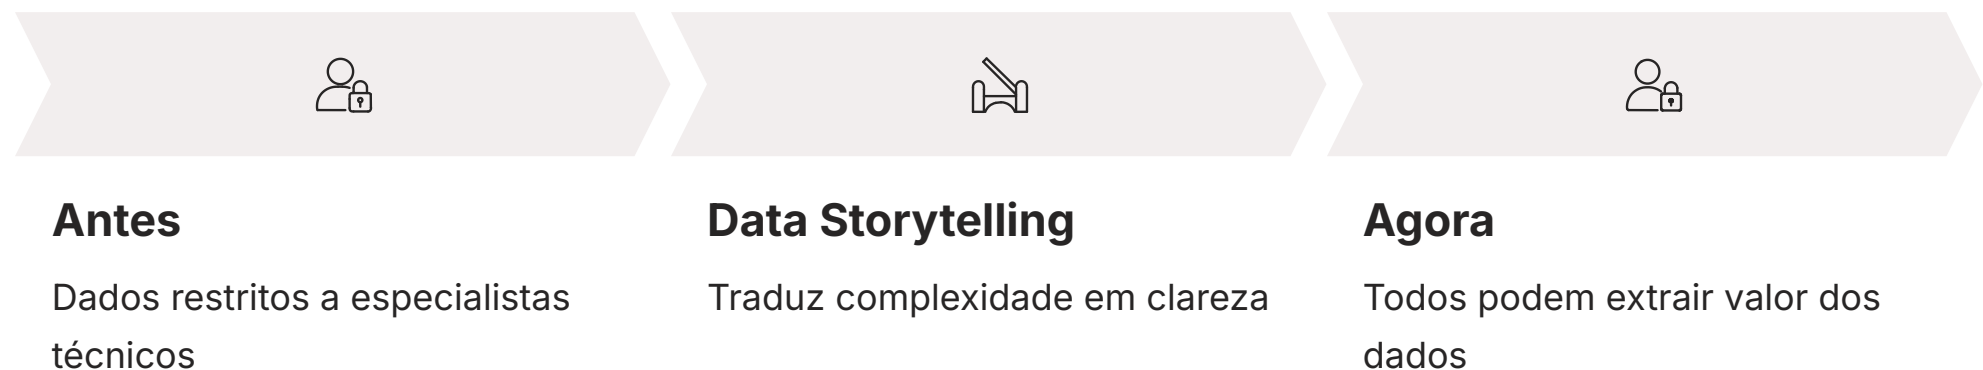 Antes
Dados restritos a especialistas
técnicos
Data Storytelling
Traduz complexidade em clareza
Agora
Todos podem extrair valor dos
dados